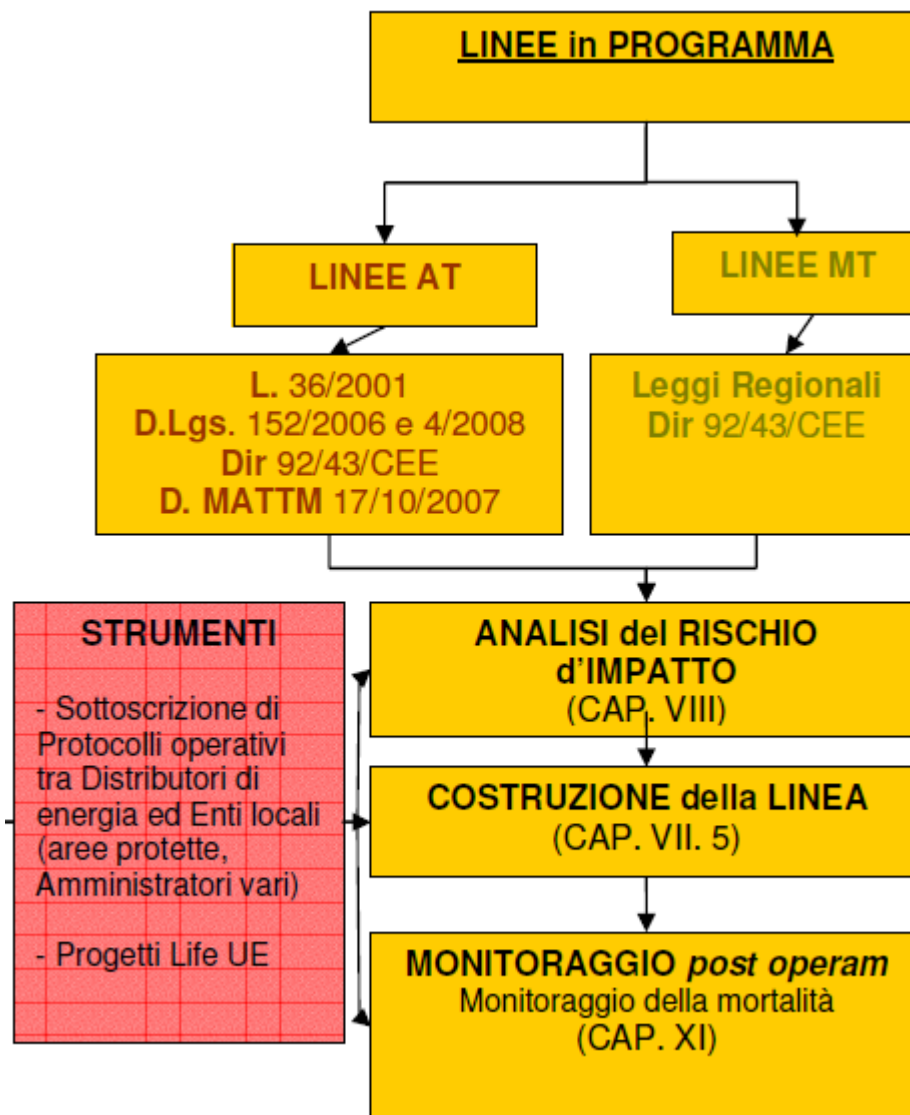 LINEE in PROGRAMMA
LINEE AT
LINEE MT
L. 36/2001
D.Lgs. 152/2006 e 4/2008
Dir 92/43/CEE
D. MATTM 17/10/2007
Leggi Regionali
Dir 92/43/CEE
STRUMENTI
- Sottoscrizione di
Protocolli operativi
tra Distributori di
energia ed Enti locali
(aree protette,
Amministratori vari)
- Progetti Life UE
ANALISI del RISCHIO
d'IMPATTO
(CAP. VIII)
COSTRUZIONE della LINEA
(CAP. VII. 5)
MONITORAGGIO post operam
Monitoraggio della mortalità
(CAP. XI)